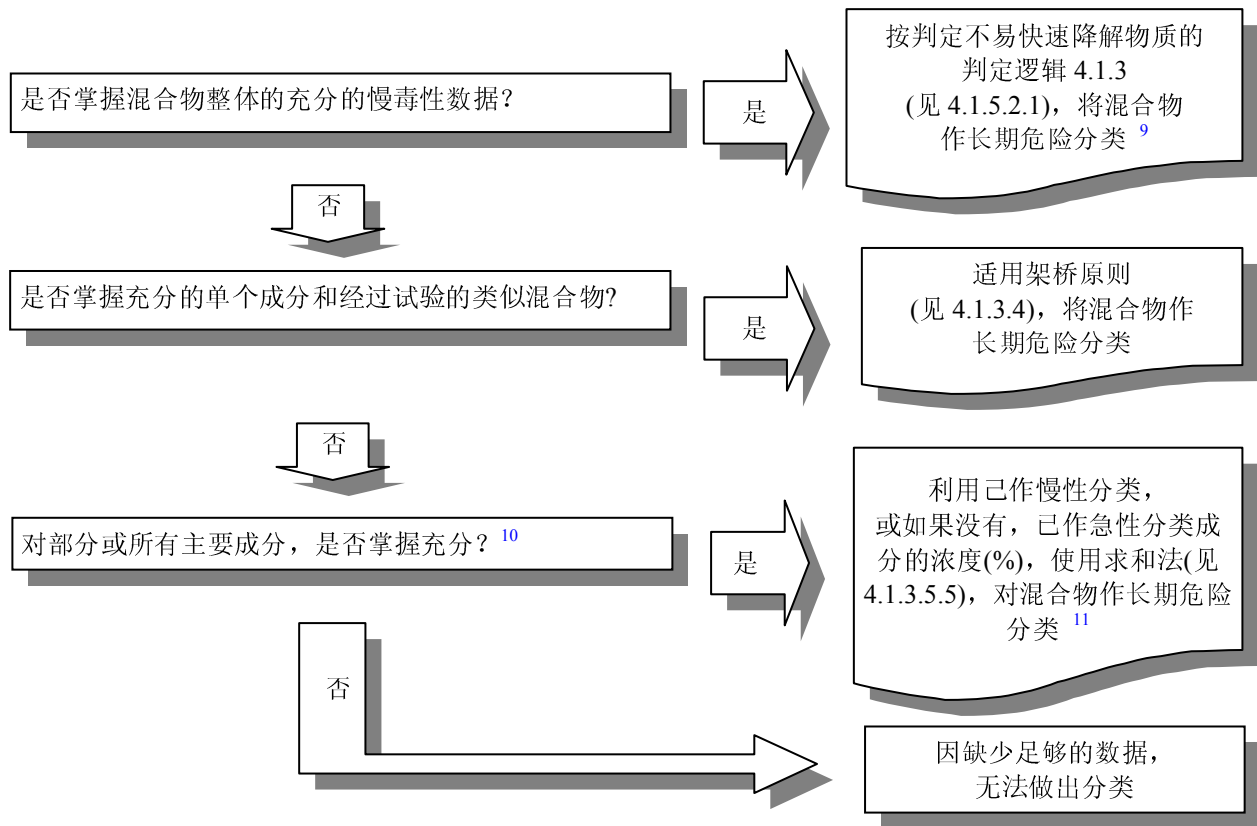 是否掌握混合物整体的充分的慢毒性数据？
是
按判定不易快速降解物质的
判定逻辑 4.1.3
(见 4.1.5.2.1)，将混合物
作长期危险分类 9
否
是否掌握充分的单个成分和经过试验的类似混合物?
是
适用架桥原则
(见 4.1.3.4)，将混合物作
长期危险分类
否
对部分或所有主要成分，是否掌握充分？10
是
利用己作慢性分类，
或如果没有，已作急性分类成
分的浓度(%)，使用求和法(见
4.1.3.5.5)，对混合物作长期危险
分类 11
否
因缺少足够的数据，
无法做出分类